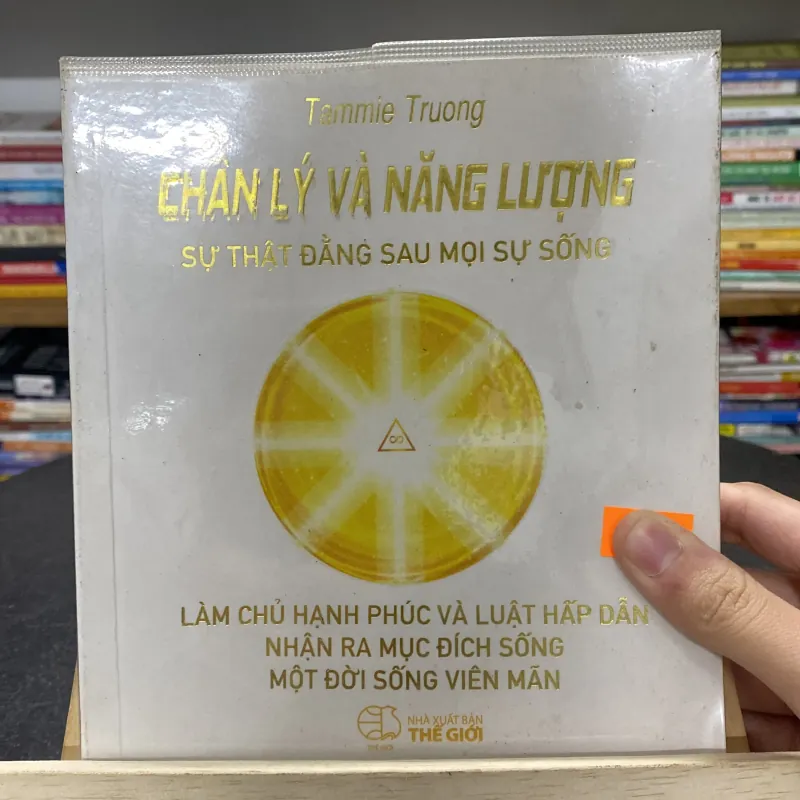 Tammie Truong
CHÂN LÝ VÀ NĂNG LƯỢNG
SỰ THẬT ĐẰNG SAU MỌI SỰ SỐNG
∞
LÀM CHỦ HẠNH PHÚC VÀ LUẬT HẤP DẪN
NHẬN RA MỤC ĐÍCH SỐNG
MỘT ĐỜI SỐNG VIÊN MÃN
NHÀ XUẤT BẢN
THẾ GIỚI